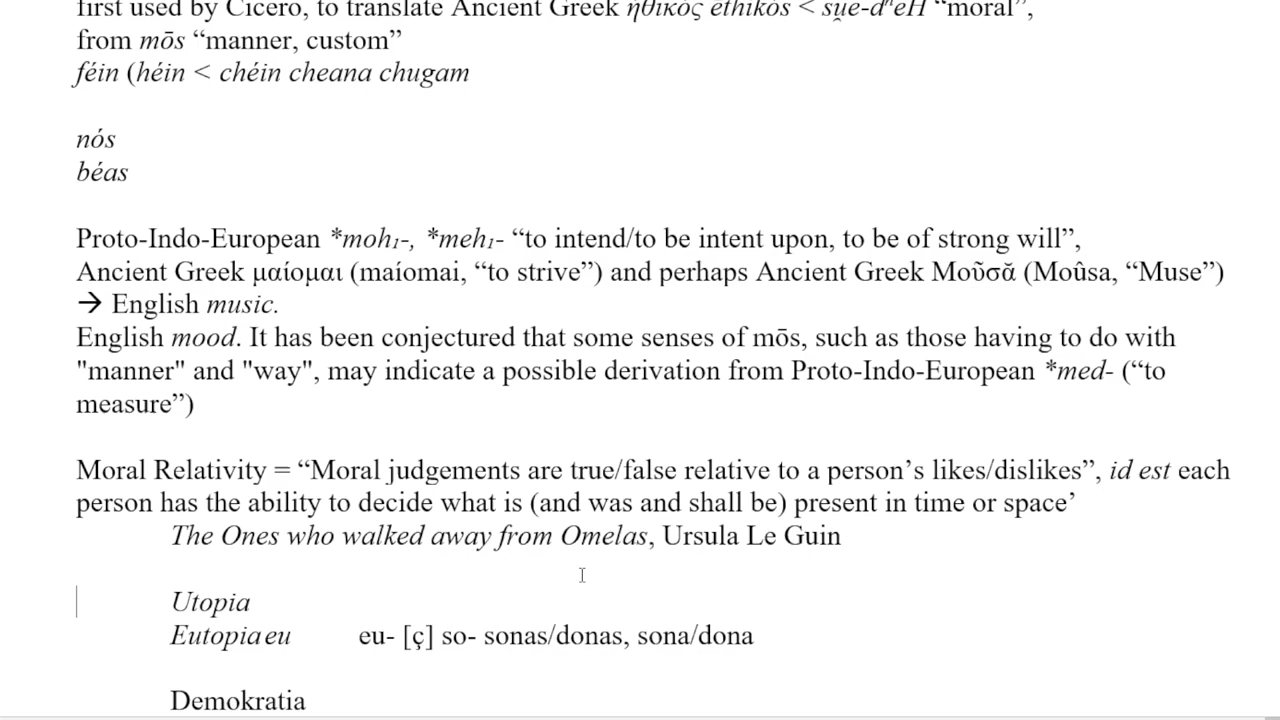 first used by Cicero, to translate Ancient Greek ἠθικός ēthikós < su̯e-dʰeH “moral”,
from mōs “manner, custom”
féin (héin < chéin cheana chugam
nós
béas
Proto-Indo-European *moh₁-, *meh₁- “to intend/to be intent upon, to be of strong will”,
Ancient Greek μαίομαι (maíomai, “to strive”) and perhaps Ancient Greek Μοῦσᾰ (Moûsa, “Muse”)
→ English music.
English mood. It has been conjectured that some senses of mōs, such as those having to do with
"manner" and "way", may indicate a possible derivation from Proto-Indo-European *med- (“to
measure”)
Moral Relativity = “Moral judgements are true/false relative to a person’s likes/dislikes”, id est each
person has the ability to decide what is (and was and shall be) present in time or space’
The Ones who walked away from Omelas, Ursula Le Guin
Utopia
Eutopia eu eu- [ç] so- sonas/donas, sona/dona
Demokratia